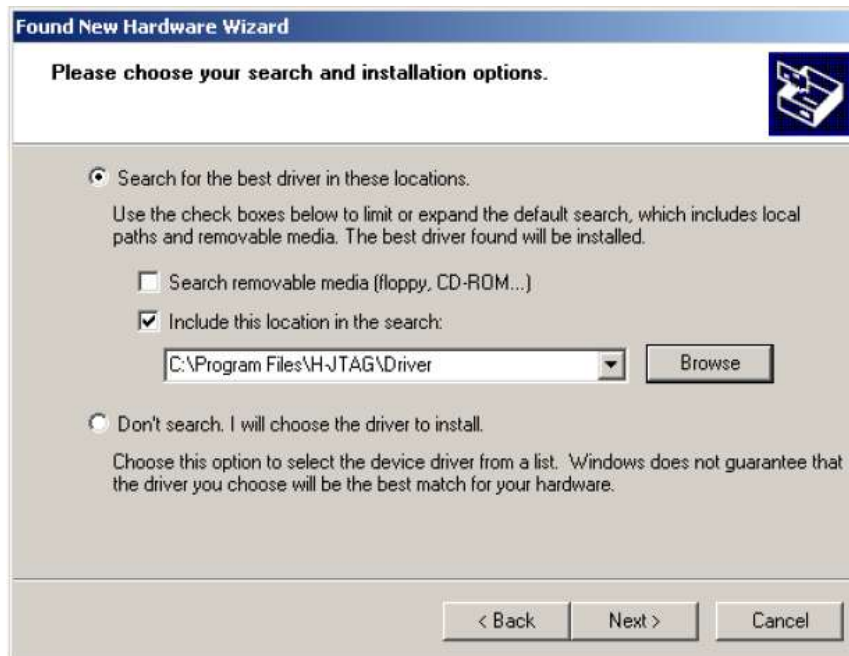 Found New Hardware Wizard
Please choose your search and installation options.
Search for the best driver in these locations.
Use the check boxes below to limit or expand the default search, which includes local
paths and removable media. The best driver found will be installed.
Search removable media (floppy, CD-ROM...)
Include this location in the search:
C:\Program Files\H-JTAG\Driver
Browse
Don't search. I will choose the driver to install.
Choose this option to select the device driver from a list. Windows does not guarantee that
the driver you choose will be the best match for your hardware.
< Back
Next >
Cancel